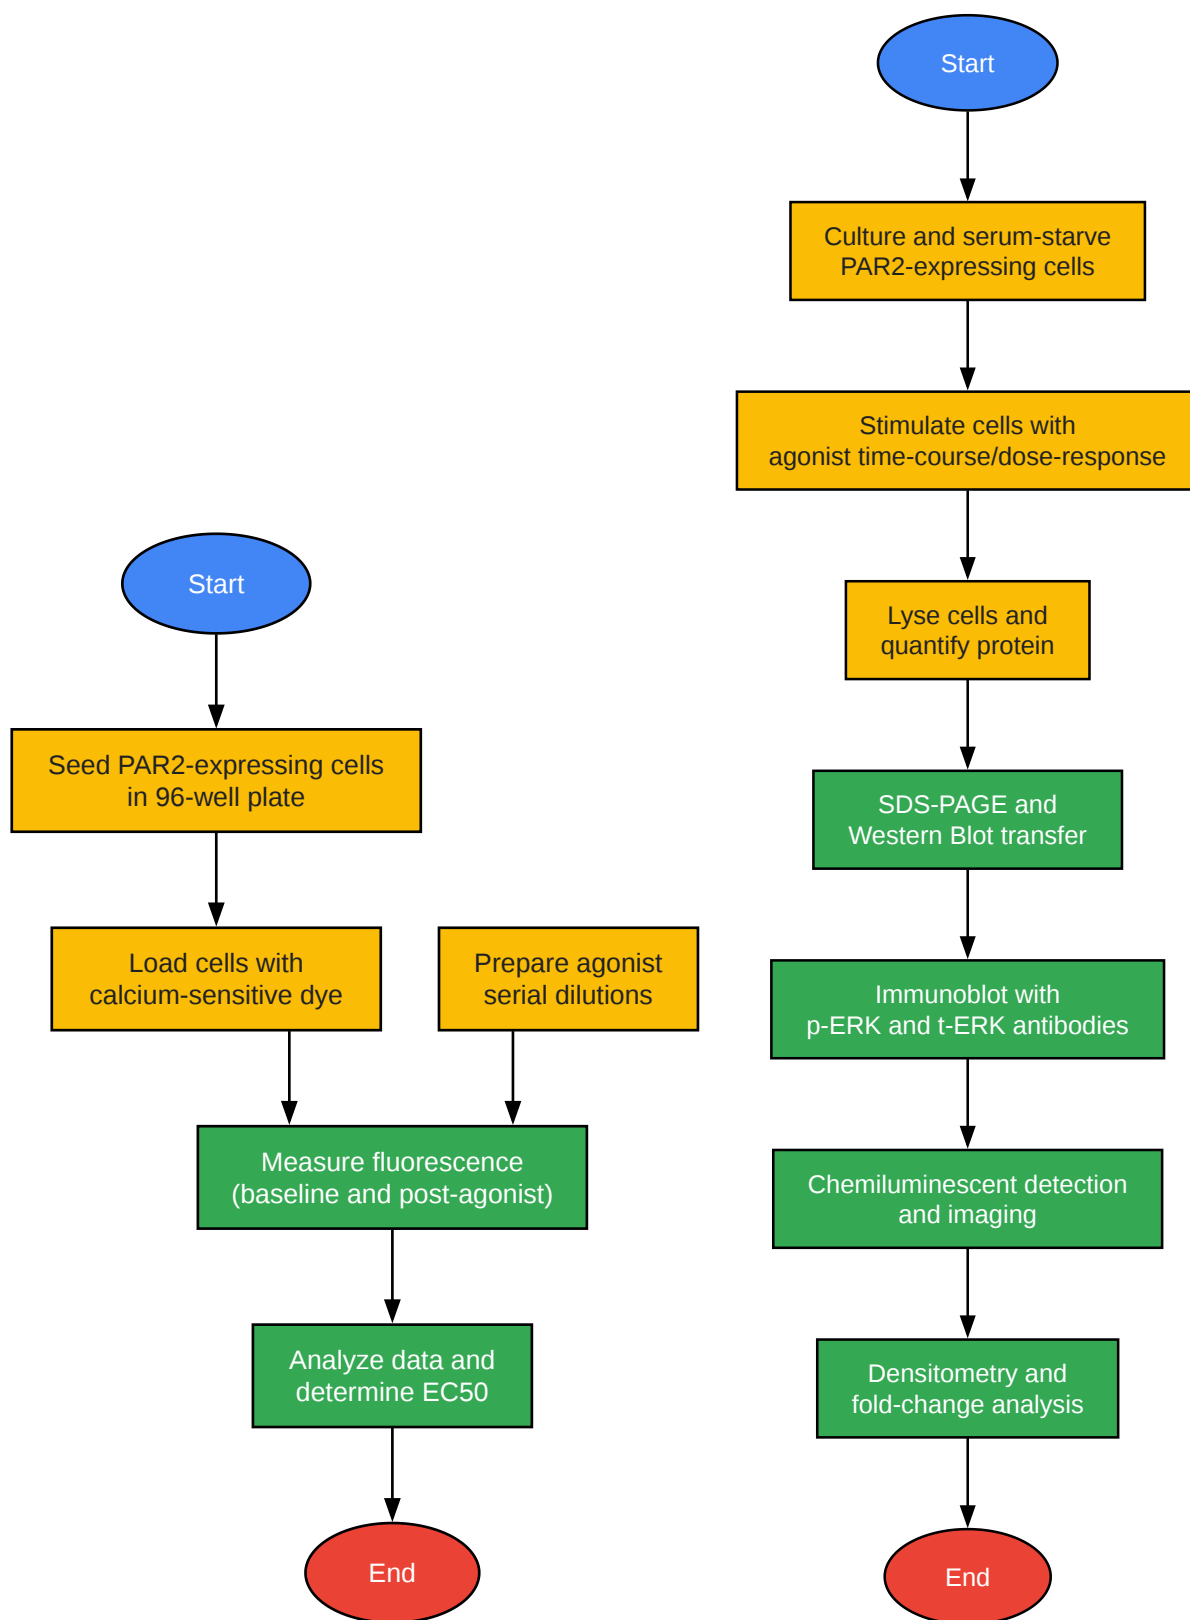 Start
Seed PAR2-expressing cells
in 96-well plate
Load cells with
calcium-sensitive dye
Prepare agonist
serial dilutions
Measure fluorescence
(baseline and post-agonist)
Analyze data and
determine EC50
End
Start
Culture and serum-starve
PAR2-expressing cells
Stimulate cells with
agonist time-course/dose-response
Lyse cells and
quantify protein
SDS-PAGE and
Western Blot transfer
Immunoblot with
p-ERK and t-ERK antibodies
Chemiluminescent detection
and imaging
Densitometry and
fold-change analysis
End